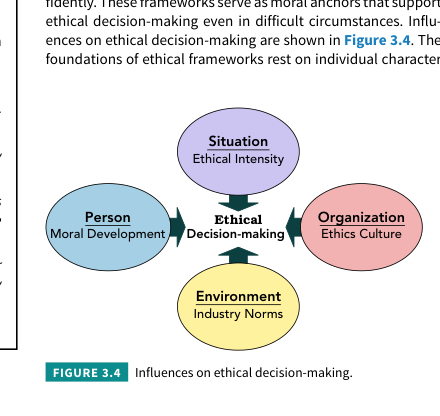 fidently. These frameworks serve as moral anchors that support
ethical decision-making even in difficult circumstances. Influ-
ences on ethical decision-making are shown in Figure 3.4. The
foundations of ethical frameworks rest on individual character
Situation
Ethical Intensity
Person
Moral Development
Ethical
Decision-making
Organization
Ethics Culture
Environment
Industry Norms
FIGURE 3.4 Influences on ethical decision-making.